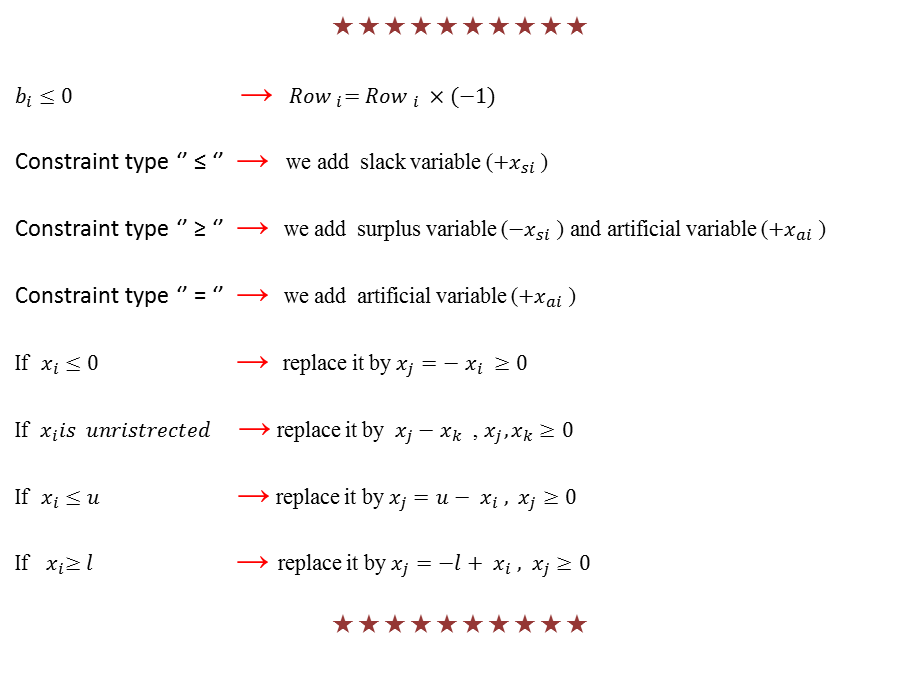 ★★★★★★★★★★
bᵢ ≤ 0 → Row ᵢ= Row ᵢ × (−1)
Constraint type ″ ≤ ″ → we add slack variable (+xₛᵢ )
Constraint type ″ ≥ ″ → we add surplus variable (−xₛᵢ ) and artificial variable (+xₐᵢ )
Constraint type ″ = ″ → we add artificial variable (+xₐᵢ )
If xᵢ ≤ 0 → replace it by xⱼ = − xᵢ ≥ 0
If xᵢis unristrected → replace it by xⱼ − xₖ , xⱼ,xₖ ≥ 0
If xᵢ ≤ u → replace it by xⱼ = u − xᵢ , xⱼ ≥ 0
If xᵢ≥ l → replace it by xⱼ = −l + xᵢ , xⱼ ≥ 0
★★★★★★★★★★